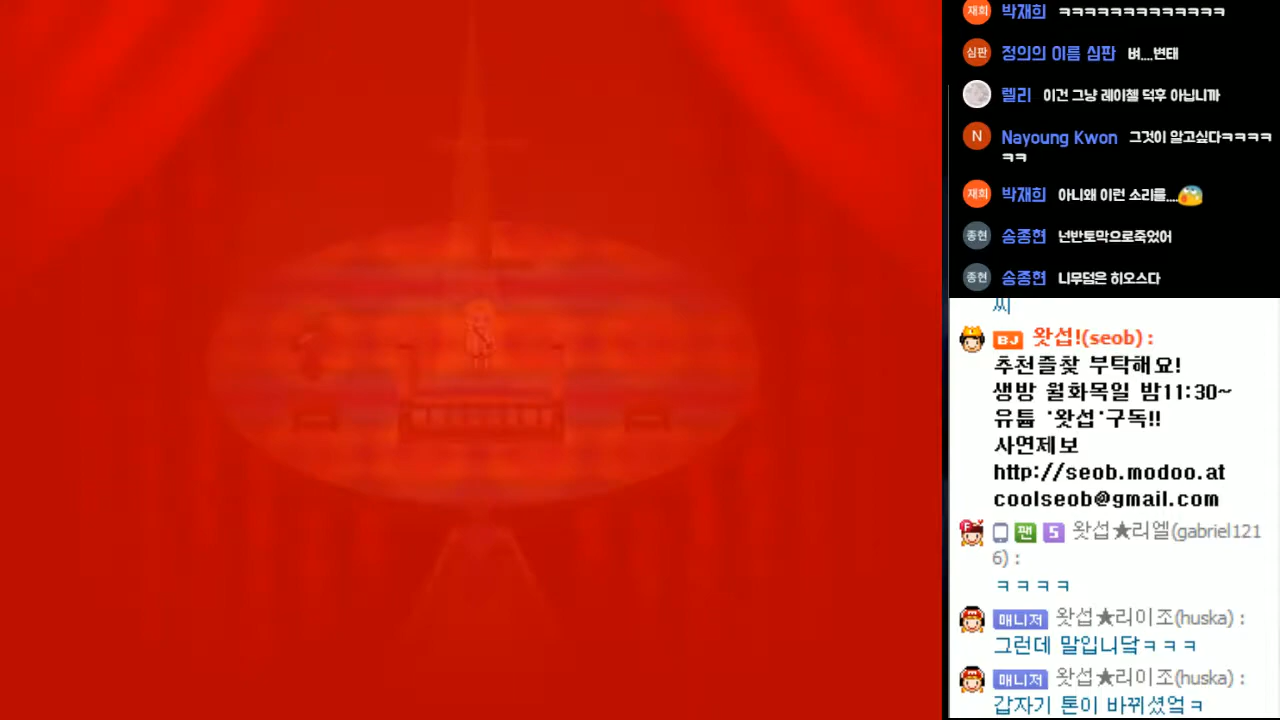 재희 박재희 ㅋㅋㅋㅋㅋㅋㅋㅋㅋㅋㅋㅋㅋ
심판 정의의 이름 심판 벼....변태
렐리 이건 그냥 레이첼 덕후 아닙니까
N Nayoung Kwon 그것이 알고싶다ㅋㅋㅋㅋ
ㅋㅋ
재희 박재희 아니왜 이런 소리를....
종현 송종현 넌반토막으로죽었어
종현 송종현 니무덤은 히오스다
씨
BJ 왓섭!(seob) :
추천즐찾 부탁해요!
생방 월화목일 밤11:30~
유튭 '왓섭'구독!!
사연제보
http://seob.modoo.at
coolseob@gmail.com
팬 5 왓섭★리엘(gabriel121
6) :
ㅋㅋㅋㅋ
매니저 왓섭★리이조(huska) :
그런데 말입니닼ㅋㅋㅋ
매니저 왓섭★리이조(huska) :
갑자기 톤이 바뀌셨엌ㅋ